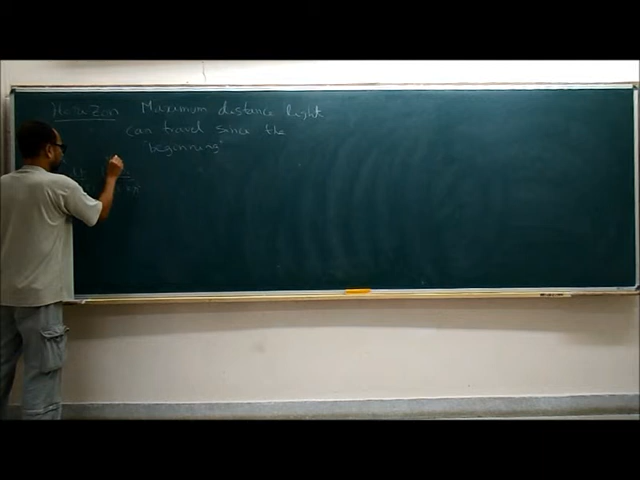 Horizon Maximum distance light
can travel since the
"beginning"